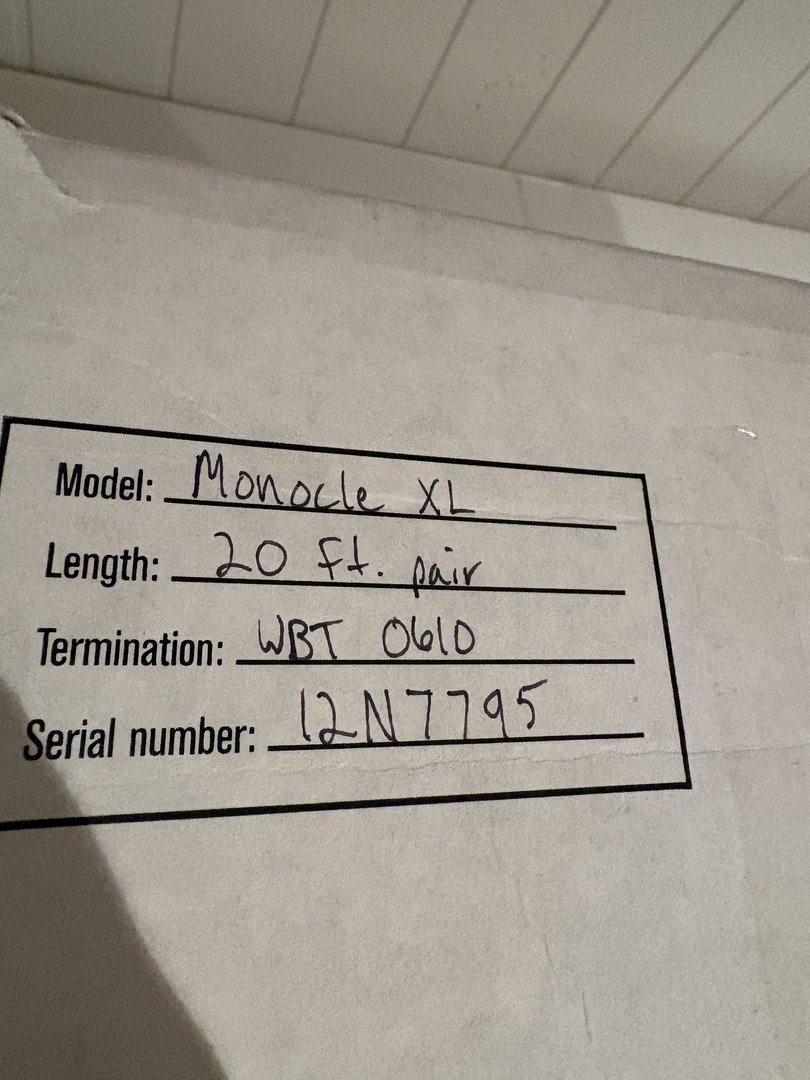 Model: Monocle XL
Length: 20 ft. pair
Termination: WBT 0610
Serial number: 12N7795